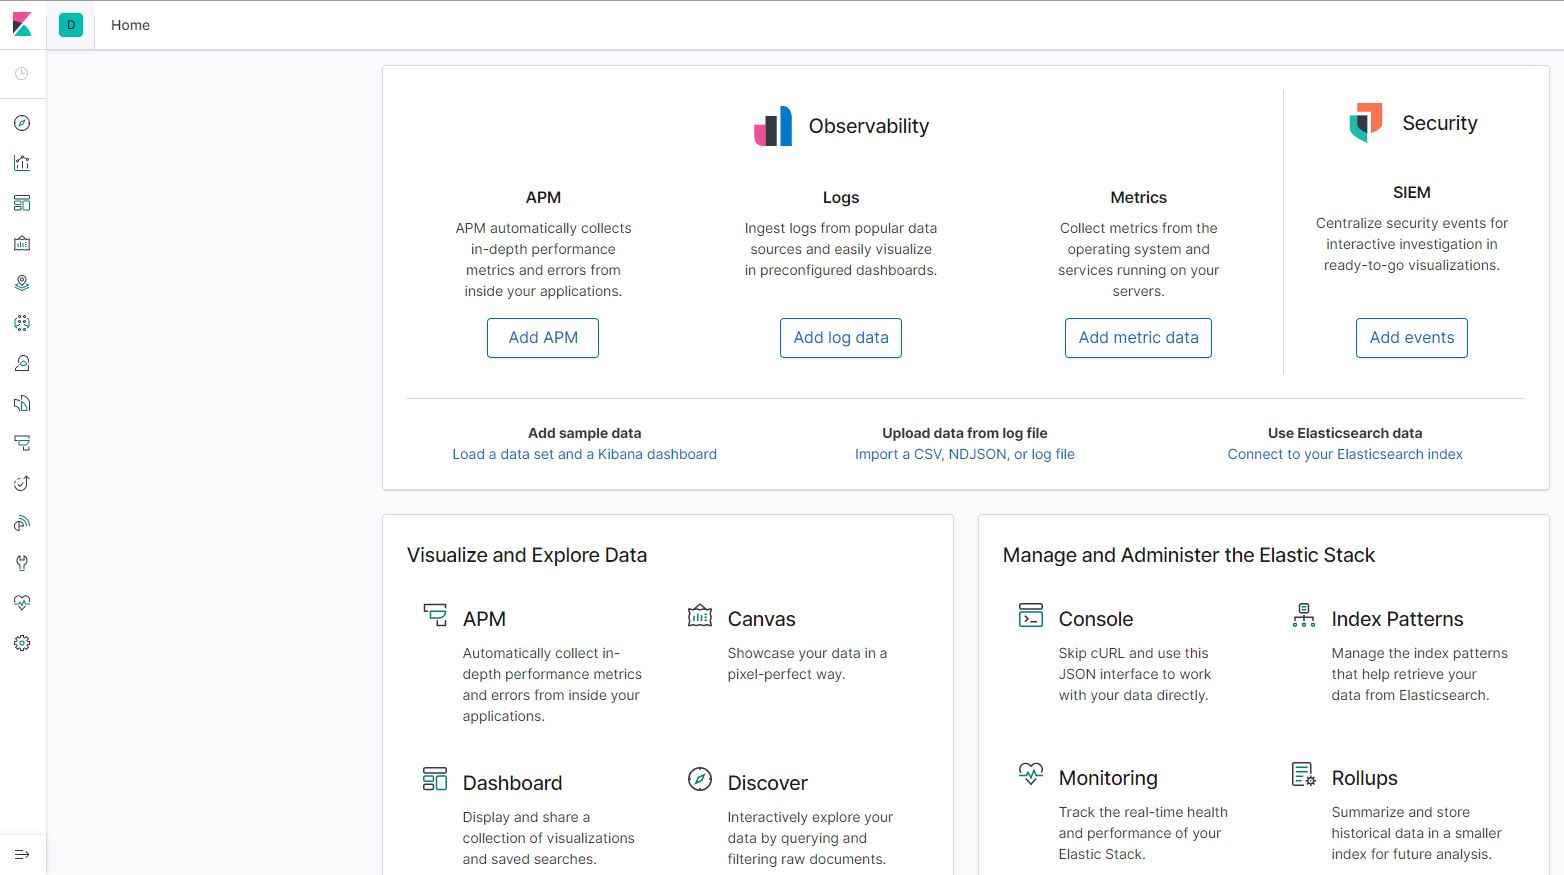 D
Home
Observability
Security
APM
APM automatically collects
in-depth performance
metrics and errors from
inside your applications.
Add APM
Logs
Ingest logs from popular data
sources and easily visualize
in preconfigured dashboards.
Add log data
Metrics
Collect metrics from the
operating system and
services running on your
servers.
Add metric data
SIEM
Centralize security events for
interactive investigation in
ready-to-go visualizations.
Add events
Add sample data
Load a data set and a Kibana dashboard
Upload data from log file
Import a CSV, NDJSON, or log file
Use Elasticsearch data
Connect to your Elasticsearch index
Visualize and Explore Data
APM
Automatically collect in-
depth performance metrics
and errors from inside your
applications.
Canvas
Showcase your data in a
pixel-perfect way.
Dashboard
Display and share a
collection of visualizations
and saved searches.
Discover
Interactively explore your
data by querying and
filtering raw documents.
Manage and Administer the Elastic Stack
Console
Skip cURL and use this
JSON interface to work
with your data directly.
Index Patterns
Manage the index patterns
that help retrieve your
data from Elasticsearch.
Monitoring
Track the real-time health
and performance of your
Elastic Stack.
Rollups
Summarize and store
historical data in a smaller
index for future analysis.